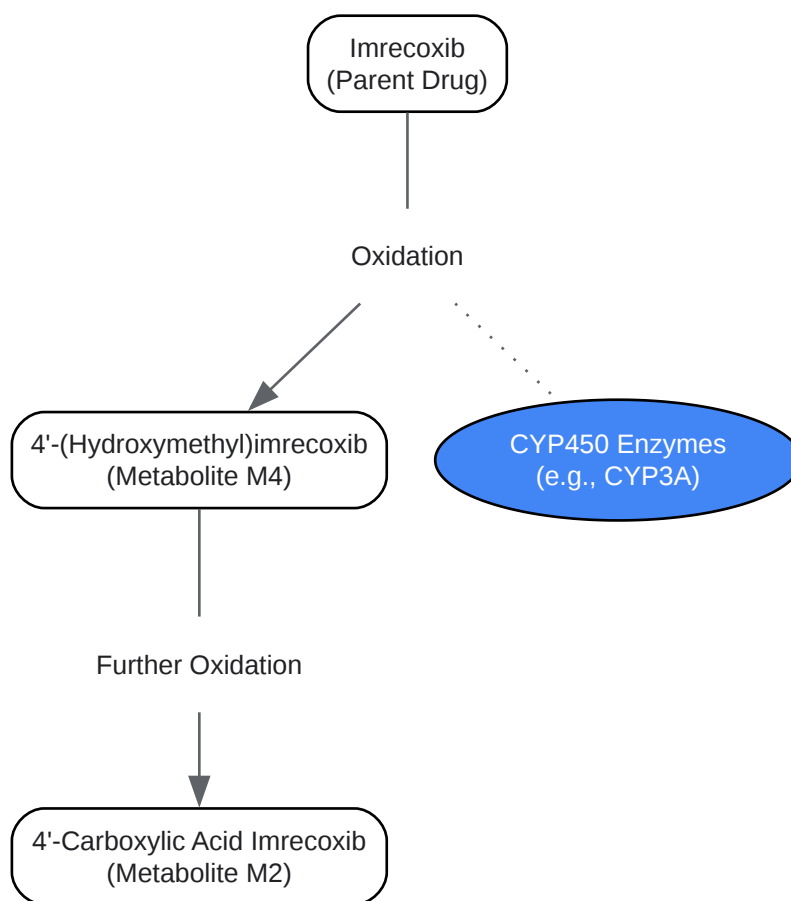 Imrecoxib
(Parent Drug)
Oxidation
4'-(Hydroxymethyl)imrecoxib
(Metabolite M4)
CYP450 Enzymes
(e.g., CYP3A)
Further Oxidation
4'-Carboxylic Acid Imrecoxib
(Metabolite M2)